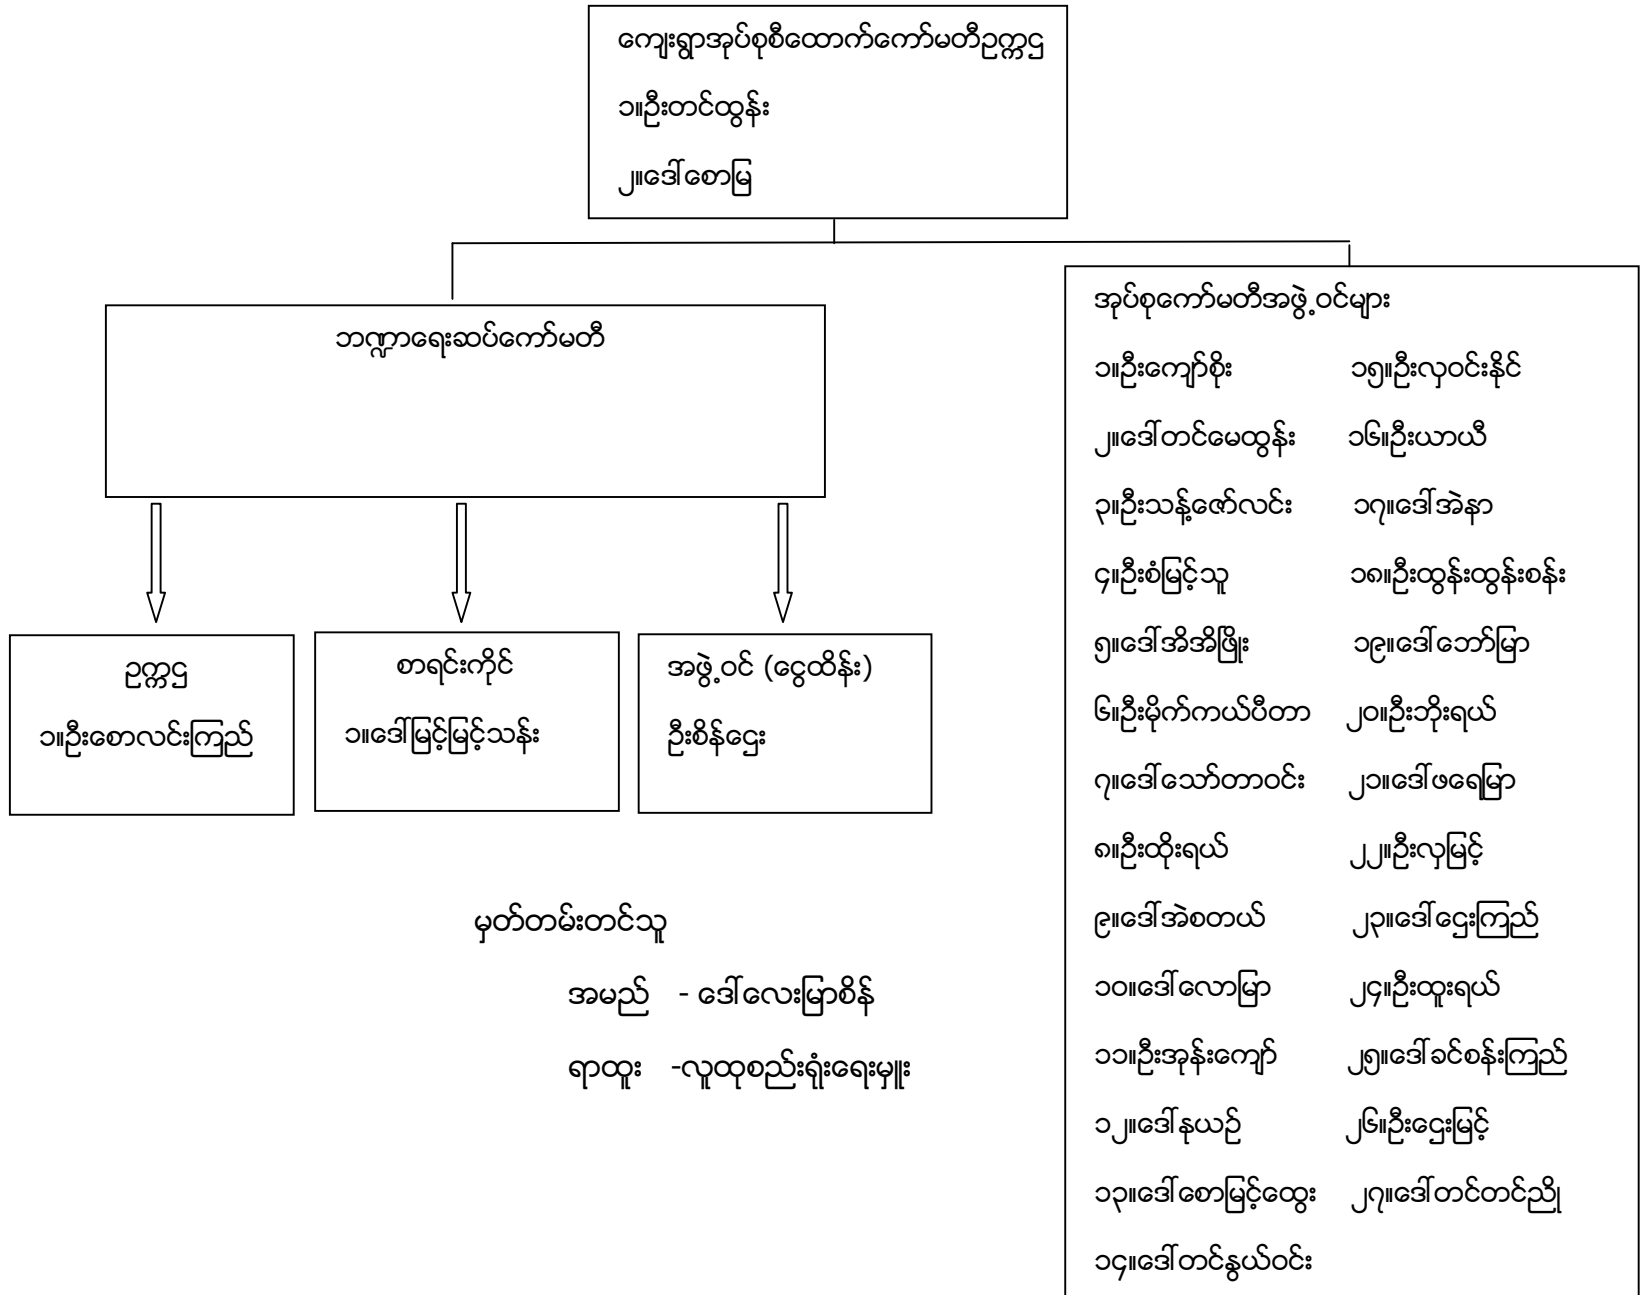 ကျေးရွာအုပ်စုစီထောက်ကော်မတီဥက္ကဌ
၁။ဦးတင်ထွန်း
၂။ဒေါ်စောမြ
ဘဏ္ဍာရေးဆပ်ကော်မတီ
ဥက္ကဌ
၁။ဦးစောလင်းကြည်
စာရင်းကိုင်
၁။ဒေါ်မြင့်မြင့်သန်း
အဖွဲ့ဝင် (ငွေထိန်း)
ဦးစိန်ဌေး
မှတ်တမ်းတင်သူ
အမည် - ဒေါ်လေးမြာစိန်
ရာထူး -လူထုစည်းရုံးရေးမှူး
အုပ်စုကော်မတီအဖွဲ့ဝင်များ
၁။ဦးကျော်စိုး ၁၅။ဦးလှဝင်းနိုင်
၂။ဒေါ်တင်မေထွန်း ၁၆။ဦးယာယီ
၃။ဦးသန့်ဇော်လင်း ၁၇။ဒေါ်အဲနာ
၄။ဦးစံမြင့်သူ ၁၈။ဦးထွန်းထွန်းစန်း
၅။ဒေါ်အိအိဖြိုး ၁၉။ဒေါ်ဘော်မြာ
၆။ဦးမိုက်ကယ်ပီတာ ၂၀။ဦးဘိုးရယ်
၇။ဒေါ်သော်တာဝင်း ၂၁။ဒေါ်ဖရေမြာ
၈။ဦးထိုးရယ် ၂၂။ဦးလှမြင့်
၉။ဒေါ်အဲစတယ် ၂၃။ဒေါ်ဌေးကြည်
၁၀။ဒေါ်လောမြာ ၂၄။ဦးထူးရယ်
၁၁။ဦးအုန်းကျော် ၂၅။ဒေါ်ခင်စန်းကြည်
၁၂။ဒေါ်နုယဉ် ၂၆။ဦးဌေးမြင့်
၁၃။ဒေါ်စောမြင့်ထွေး ၂၇။ဒေါ်တင်တင်ညို
၁၄။ဒေါ်တင်နွယ်ဝင်း